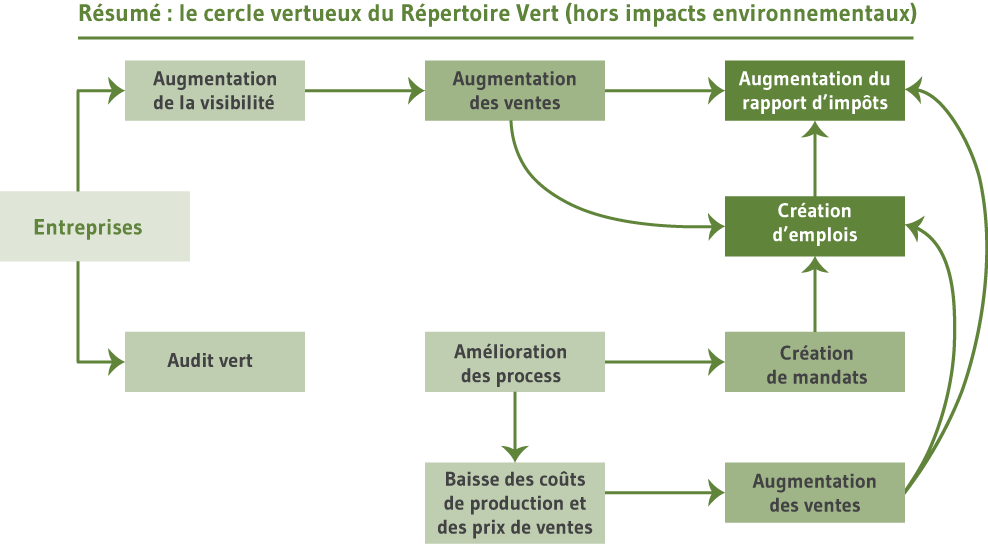 Résumé : le cercle vertueux du Répertoire Vert (hors impacts environnementaux)
Augmentation
de la visibilité
Augmentation
des ventes
Augmentation du
rapport d'impôts
Entreprises
Création
d'emplois
Audit vert
Amélioration
des process
Création
de mandats
Baisse des coûts
de production et
des prix de ventes
Augmentation
des ventes